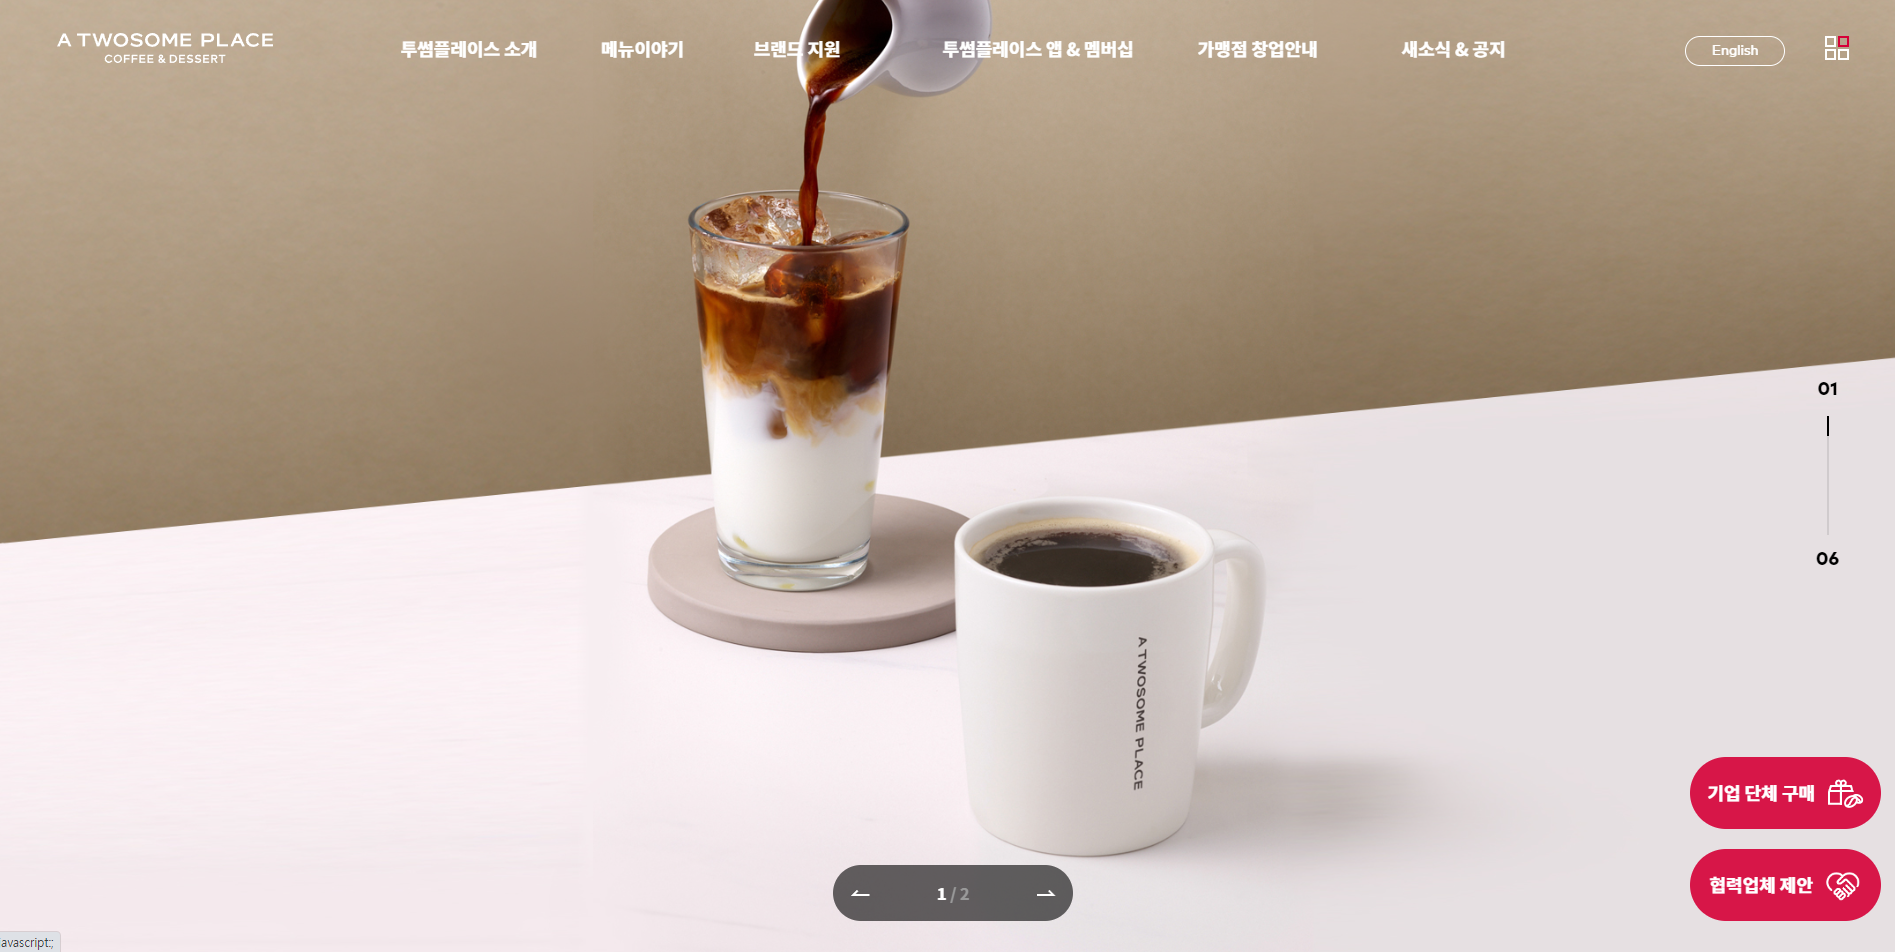 A TWOSOME PLACE
COFFEE & DESSERT
투썸플레이스 소개
메뉴이야기
브랜드 지원
투썸플레이스 앱 & 멤버십
가맹점 창업안내
새소식 & 공지
English
01
06
A TWOSOME PLACE
기업 단체 구매
협력업체 제안
1 / 2
avascript:;